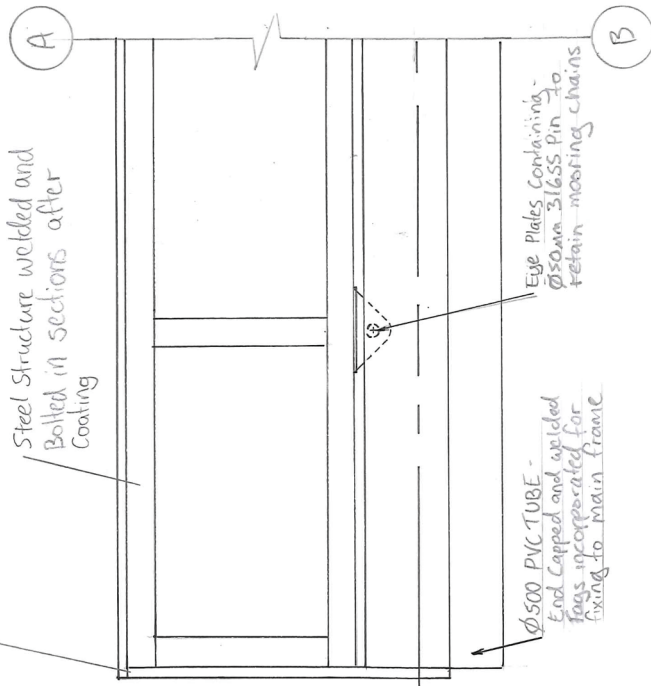 A
Steel Structure welded and
Bolted in sections after
Coating
Eye Plates Containing -
Ø50mm 316SS Pin to
retain mooring chains
B
Ø500 PVC TUBE -
End Capped and welded
Tags incorporated for
fixing to main frame